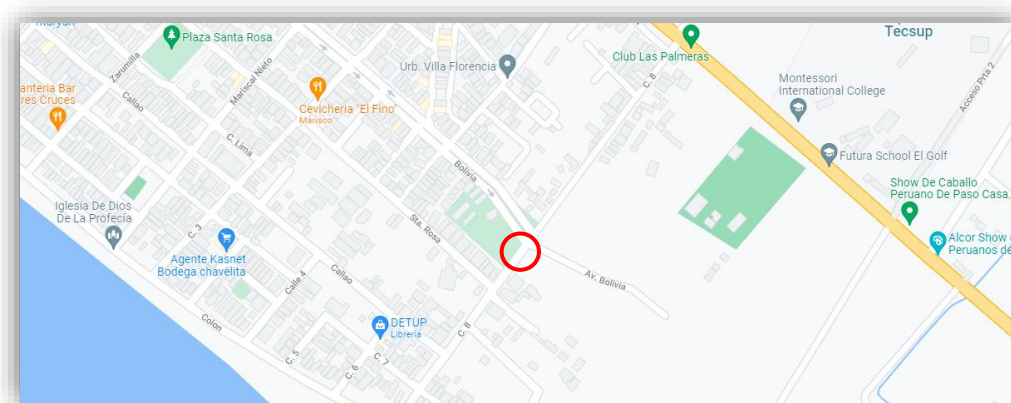 Tecsup
Plaza Santa Rosa
Club Las Palmeras
Urb. Villa Florencia
C. 8
Zarumilla
Mariscal Nieto
Montessori
International College
Acceso Prta 2
Callao
Cevicheria "El Fino"
Marisco
C. Lima
Futura School El Golf
Bolivia
Show De Caballo
Peruano De Paso Casa.
Iglesia De Dios
De La Profecía
Sta. Rosa
C. 3
Alcor Show
Peruanos de
Agente Kasnet
Bodega chavelita
Calle 4
Callao
Av. Bolivia
Colon
DETUP
Librería
C. 8
C. 5
C. 7
C. 6